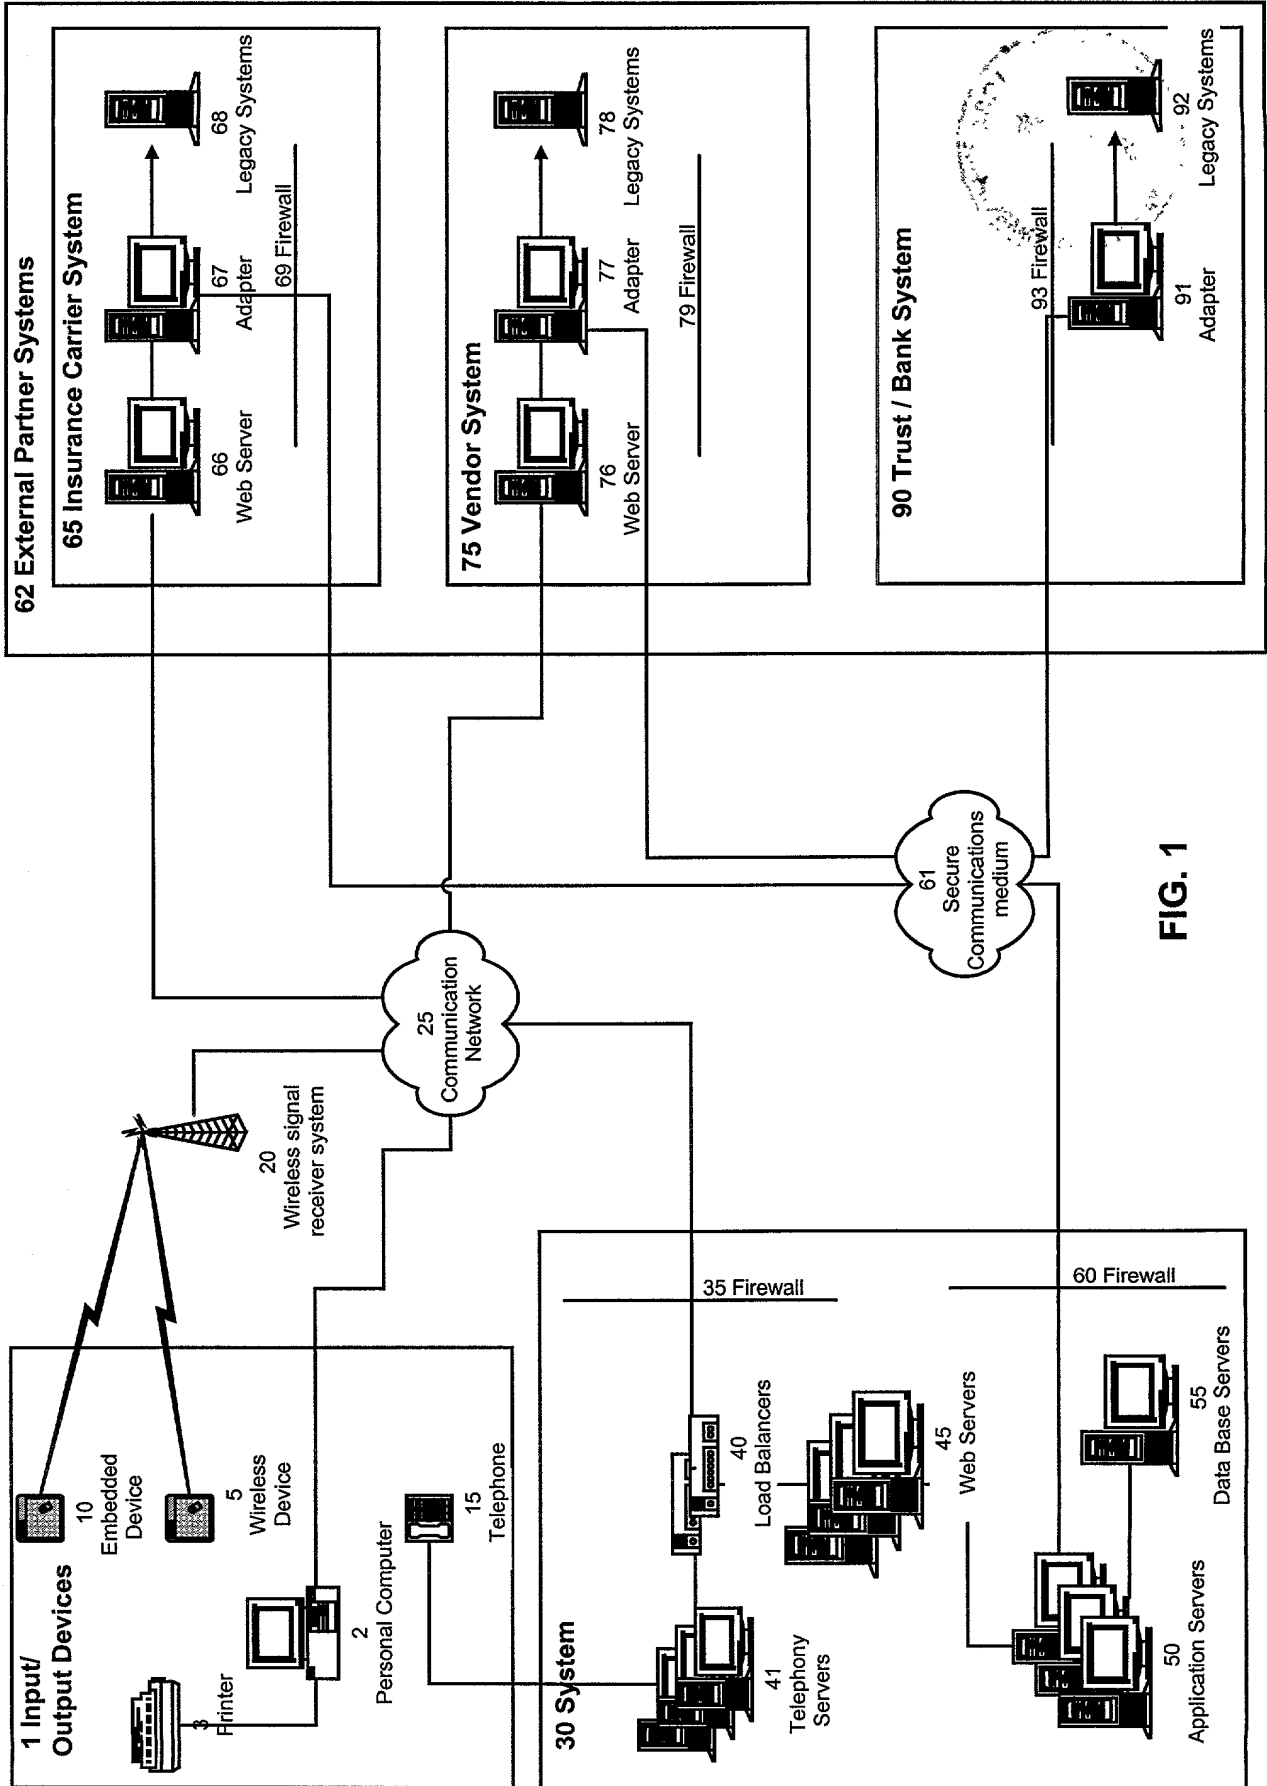 1 Input/
Output Devices
10
Embedded
Device
5
Wireless
Device
3
Printer
2
Personal Computer
15
Telephone
20
Wireless signal
receiver system
25
Communication
Network
30 System
35 Firewall
40
Load Balancers
41
Telephony
Servers
45
Web Servers
50
Application Servers
55
Data Base Servers
60 Firewall
61
Secure
Communications
medium
62 External Partner Systems
65 Insurance Carrier System
66
Web Server
67
Adapter
68
Legacy Systems
69 Firewall
75 Vendor System
76
Web Server
77
Adapter
78
Legacy Systems
79 Firewall
90 Trust / Bank System
91
Adapter
92
Legacy Systems
93 Firewall
FIG. 1